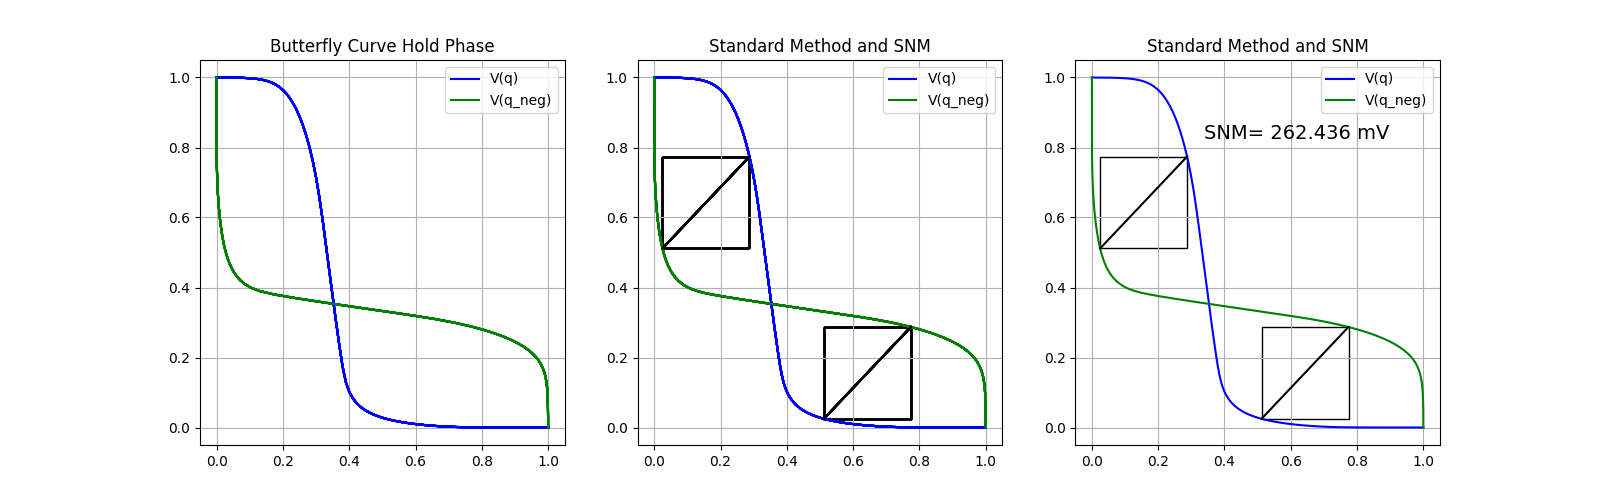 Butterfly Curve Hold Phase
V(q)
V(q_neg)
1.0
0.8
0.6
0.4
0.2
0.0
0.0 0.2 0.4 0.6 0.8 1.0
Standard Method and SNM
V(q)
V(q_neg)
1.0
0.8
0.6
0.4
0.2
0.0
0.0 0.2 0.4 0.6 0.8 1.0
Standard Method and SNM
V(q)
V(q_neg)
SNM= 262.436 mV
1.0
0.8
0.6
0.4
0.2
0.0
0.0 0.2 0.4 0.6 0.8 1.0